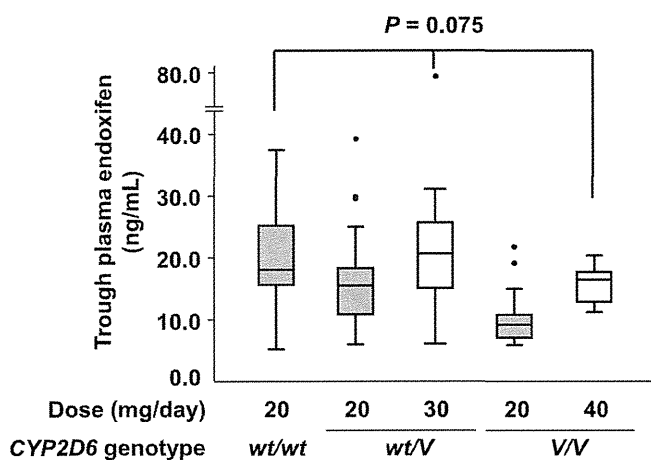 P = 0.075
80.0
40.0
30.0
20.0
10.0
0.0
Trough plasma endoxifen
(ng/mL)
Dose (mg/day) 20 20 30 20 40
CYP2D6 genotype wt/wt wt/V V/V